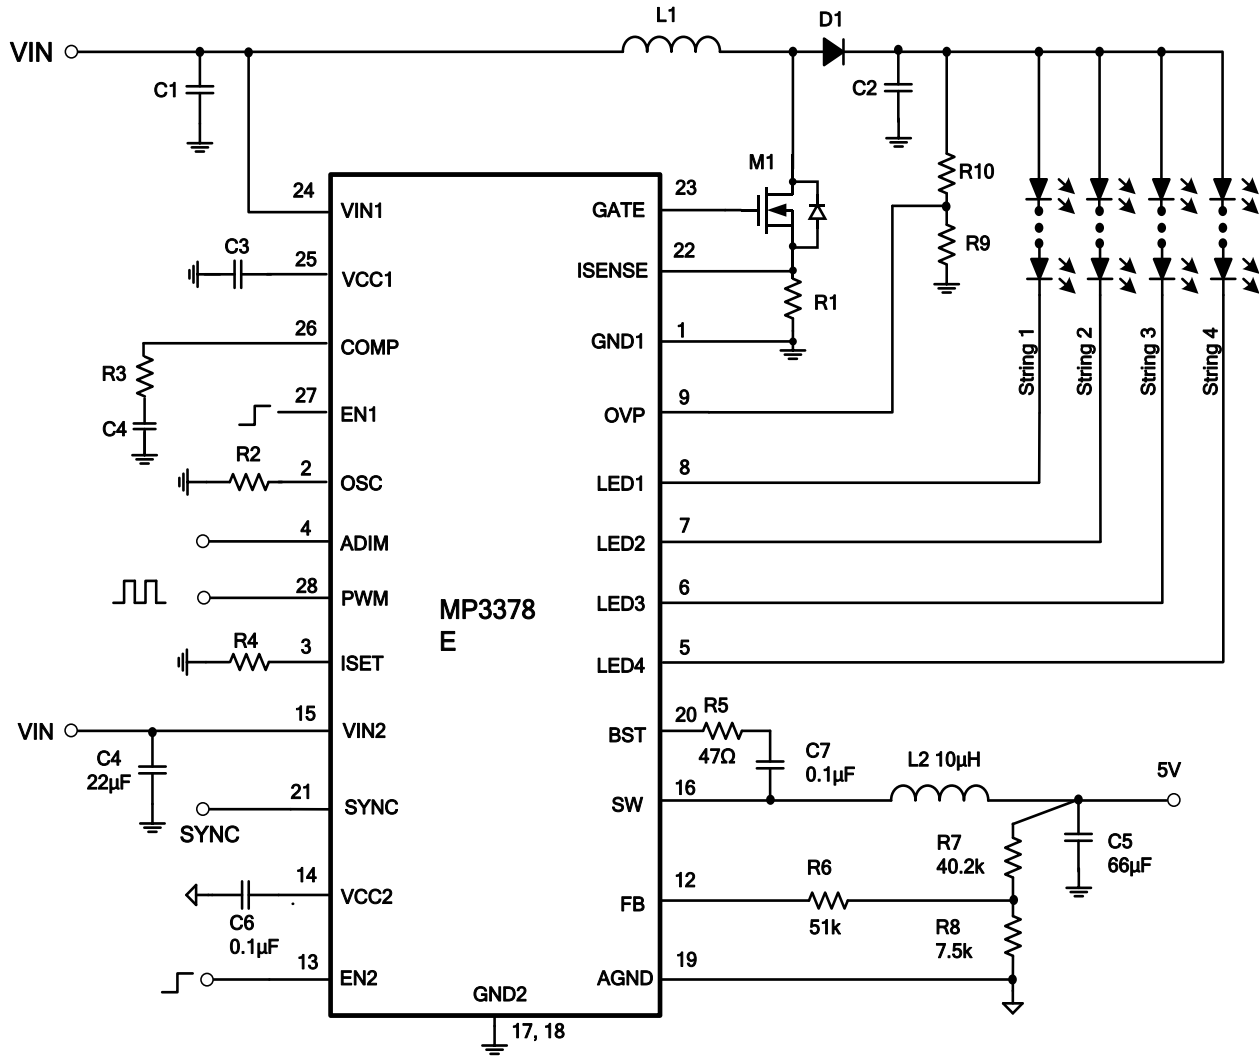 L1
D1
VIN
C1
C2
M1
R10
24
VIN1
23
GATE
R9
C3
25
VCC1
22
ISENSE
R1
26
COMP
1
GND1
R3
String 1
String 2
String 3
String 4
27
EN1
9
OVP
C4
R2
2
OSC
8
LED1
4
ADIM
7
LED2
28
PWM
MP3378
E
6
LED3
R4
3
ISET
5
LED4
15
VIN
VIN2
20
R5
BST
47Ω
C4
22µF
C7
0.1µF
L2 10µH
5V
21
SYNC
SYNC
16
SW
R7
40.2k
C5
66µF
14
VCC2
C6
0.1µF
12
FB
R6
51k
R8
7.5k
13
EN2
19
AGND
GND2
17, 18